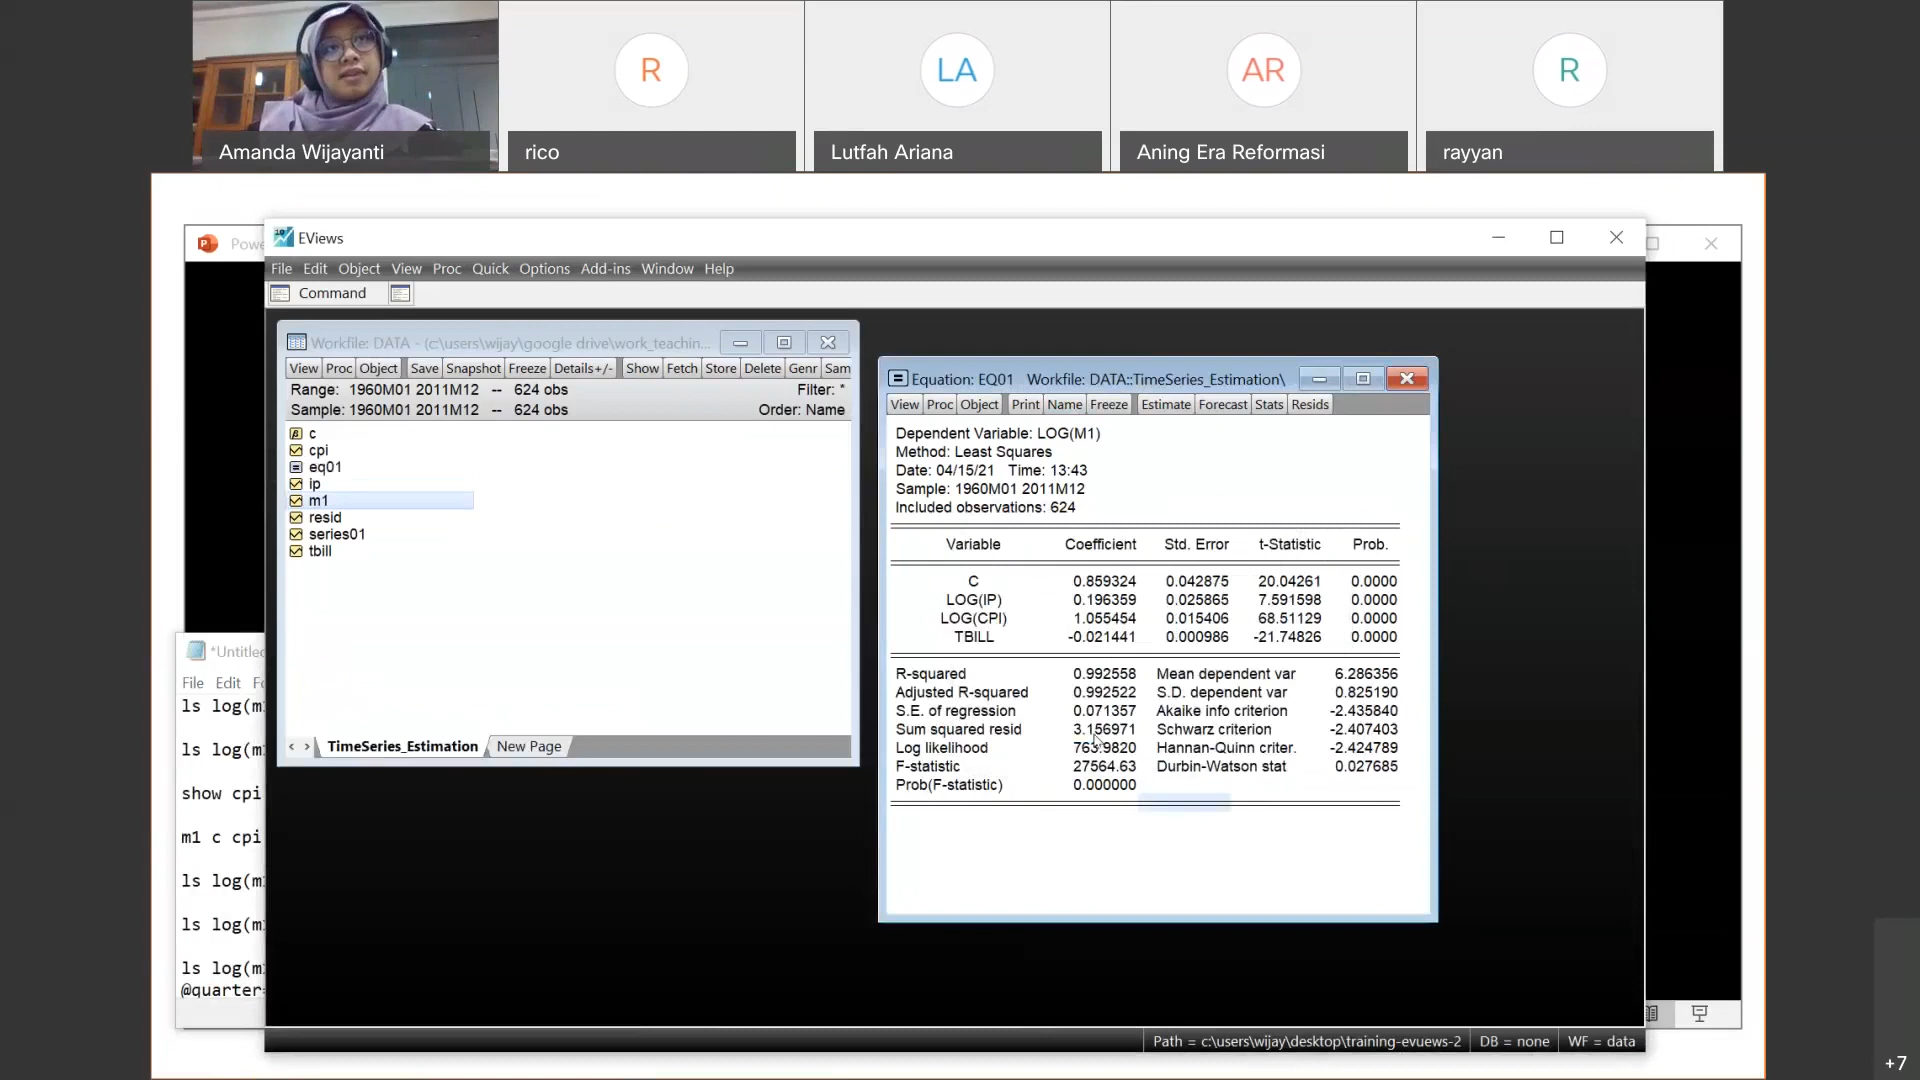 R
LA
AR
R
Amanda Wijayanti
rico
Lutfah Ariana
Aning Era Reformasi
rayyan
EViews
File Edit Object View Proc Quick Options Add-ins Window Help
Command
Workfile: DATA - (c:\users\wijay\google drive\work_teachin...
View Proc Object Save Snapshot Freeze Details+/- Show Fetch Store Delete Genr Sam
Range: 1960M01 2011M12 -- 624 obs Filter: *
Sample: 1960M01 2011M12 -- 624 obs Order: Name
c
cpi
eq01
ip
m1
resid
series01
tbill
TimeSeries_Estimation New Page
Equation: EQ01 Workfile: DATA::TimeSeries_Estimation\
View Proc Object Print Name Freeze Estimate Forecast Stats Resids
Dependent Variable: LOG(M1)
Method: Least Squares
Date: 04/15/21 Time: 13:43
Sample: 1960M01 2011M12
Included observations: 624
Variable Coefficient Std. Error t-Statistic Prob.
C 0.859324 0.042875 20.04261 0.0000
LOG(IP) 0.196359 0.025865 7.591598 0.0000
LOG(CPI) 1.055454 0.015406 68.51129 0.0000
TBILL -0.021441 0.000986 -21.74826 0.0000
R-squared 0.992558 Mean dependent var 6.286356
Adjusted R-squared 0.992522 S.D. dependent var 0.825190
S.E. of regression 0.071357 Akaike info criterion -2.435840
Sum squared resid 3.156971 Schwarz criterion -2.407403
Log likelihood 763.9820 Hannan-Quinn criter. -2.424789
F-statistic 27564.63 Durbin-Watson stat 0.027685
Prob(F-statistic) 0.000000
*Untitle
File Edit
ls log(m
ls log(m
show cpi
m1 c cpi
ls log(m
ls log(m
ls log(m
@quarter
Path = c:\users\wijay\desktop\training-evuews-2 DB = none WF = data
+7